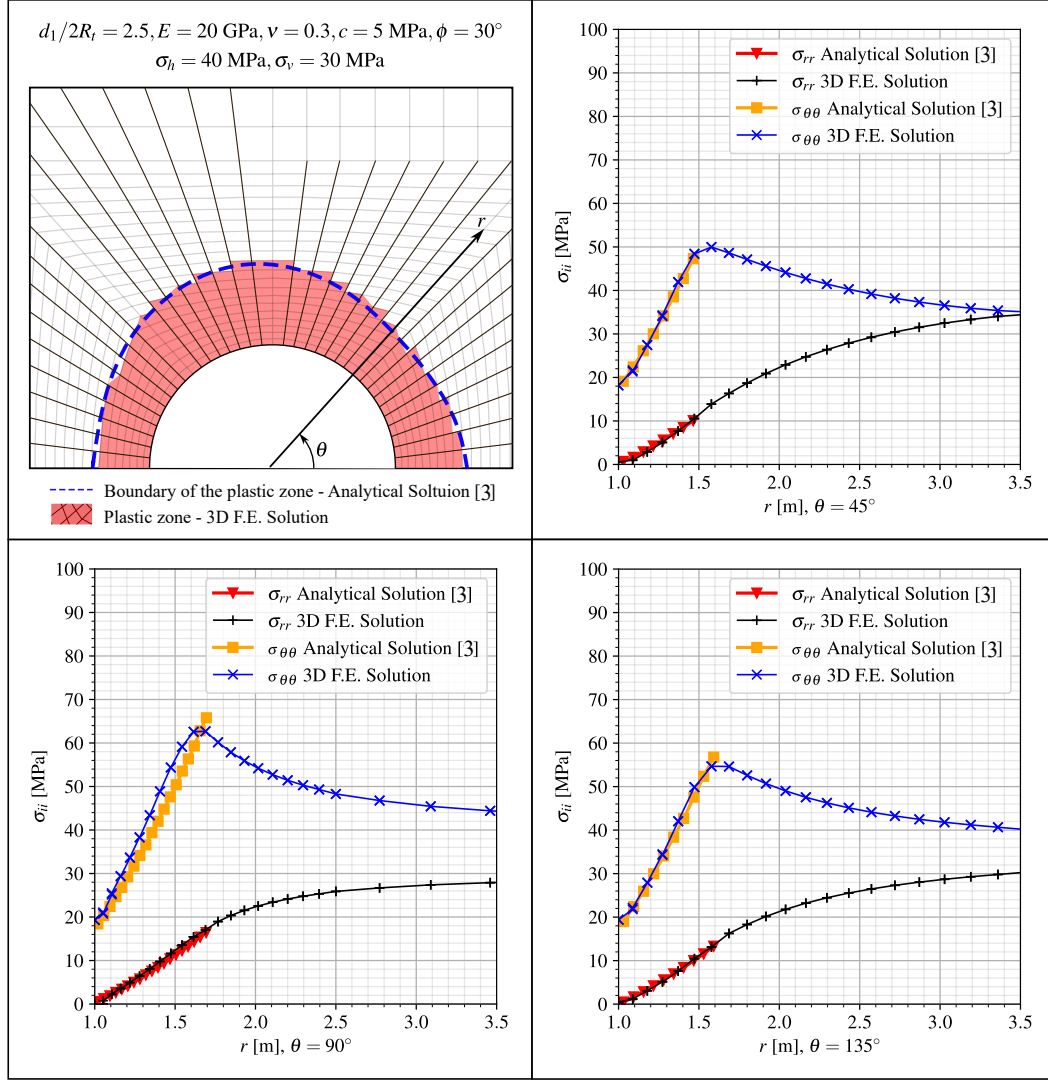 d₁/2Rₜ = 2.5, E = 20 GPa, ν = 0.3, c = 5 MPa, ϕ = 30°
σₕ = 40 MPa, σᵥ = 30 MPa
r
θ
Boundary of the plastic zone - Analytical Soltuion [3]
Plastic zone - 3D F.E. Solution
σᵢᵢ [MPa]
100
90
80
70
60
50
40
30
20
10
0
1.0 1.5 2.0 2.5 3.0 3.5
r [m], θ = 45°
σrr Analytical Solution [3]
σrr 3D F.E. Solution
σθθ Analytical Solution [3]
σθθ 3D F.E. Solution
σᵢᵢ [MPa]
100
90
80
70
60
50
40
30
20
10
0
1.0 1.5 2.0 2.5 3.0 3.5
r [m], θ = 90°
σrr Analytical Solution [3]
σrr 3D F.E. Solution
σθθ Analytical Solution [3]
σθθ 3D F.E. Solution
σᵢᵢ [MPa]
100
90
80
70
60
50
40
30
20
10
0
1.0 1.5 2.0 2.5 3.0 3.5
r [m], θ = 135°
σrr Analytical Solution [3]
σrr 3D F.E. Solution
σθθ Analytical Solution [3]
σθθ 3D F.E. Solution